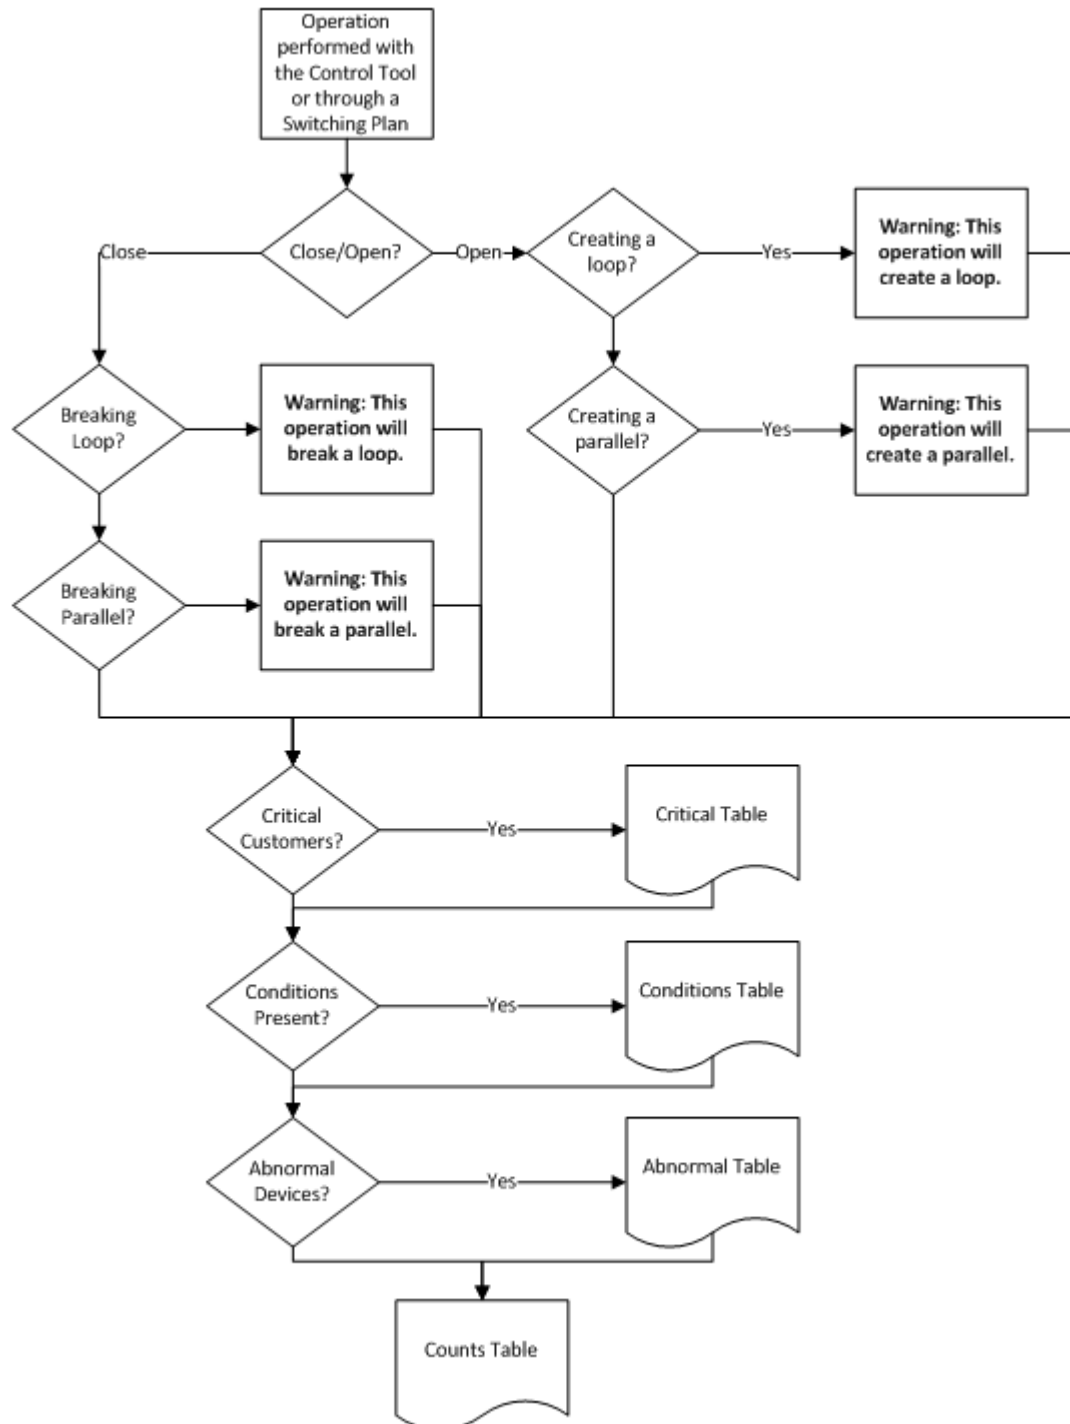 Operation
performed with
the Control Tool
or through a
Switching Plan
Close
Close/Open?
Open
Creating a
loop?
Yes
Warning: This
operation will
create a loop.
Breaking
Loop?
Warning: This
operation will
break a loop.
Creating a
parallel?
Yes
Warning: This
operation will
create a parallel.
Breaking
Parallel?
Warning: This
operation will
break a parallel.
Critical
Customers?
Yes
Critical Table
Conditions
Present?
Yes
Conditions Table
Abnormal
Devices?
Yes
Abnormal Table
Counts Table